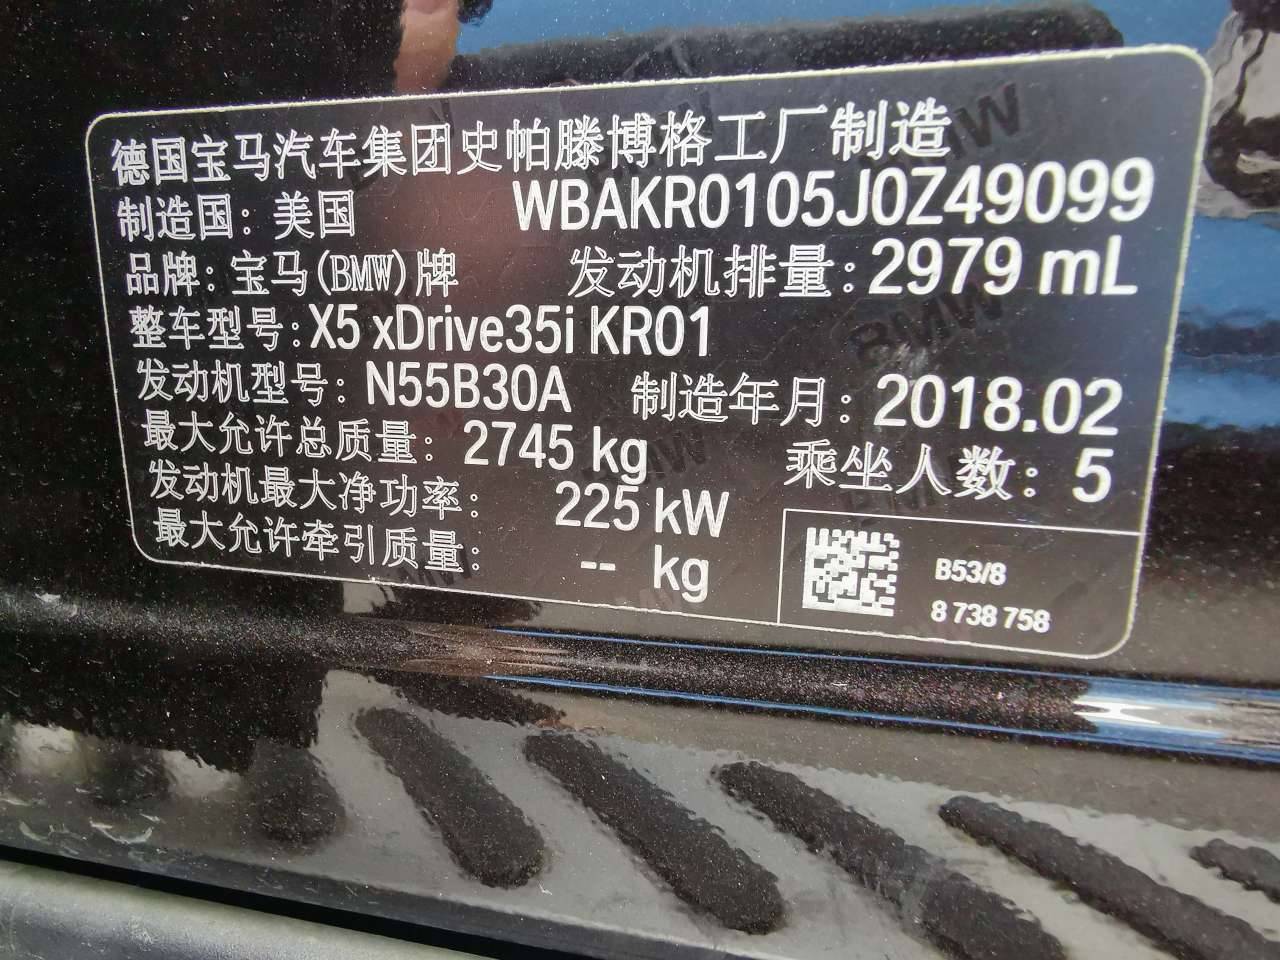 德国宝马汽车集团史帕滕博格工厂制造
制造国: 美国 WBAKR0105J0Z49099
品牌: 宝马(BMW)牌 发动机排量: 2979 mL
整车型号: X5 xDrive35i KR01
发动机型号: N55B30A 制造年月: 2018.02
最大允许总质量: 2745 kg 乘坐人数: 5
发动机最大净功率: 225 kW
最大允许牵引质量: -- kg
B53/8
8 738 758